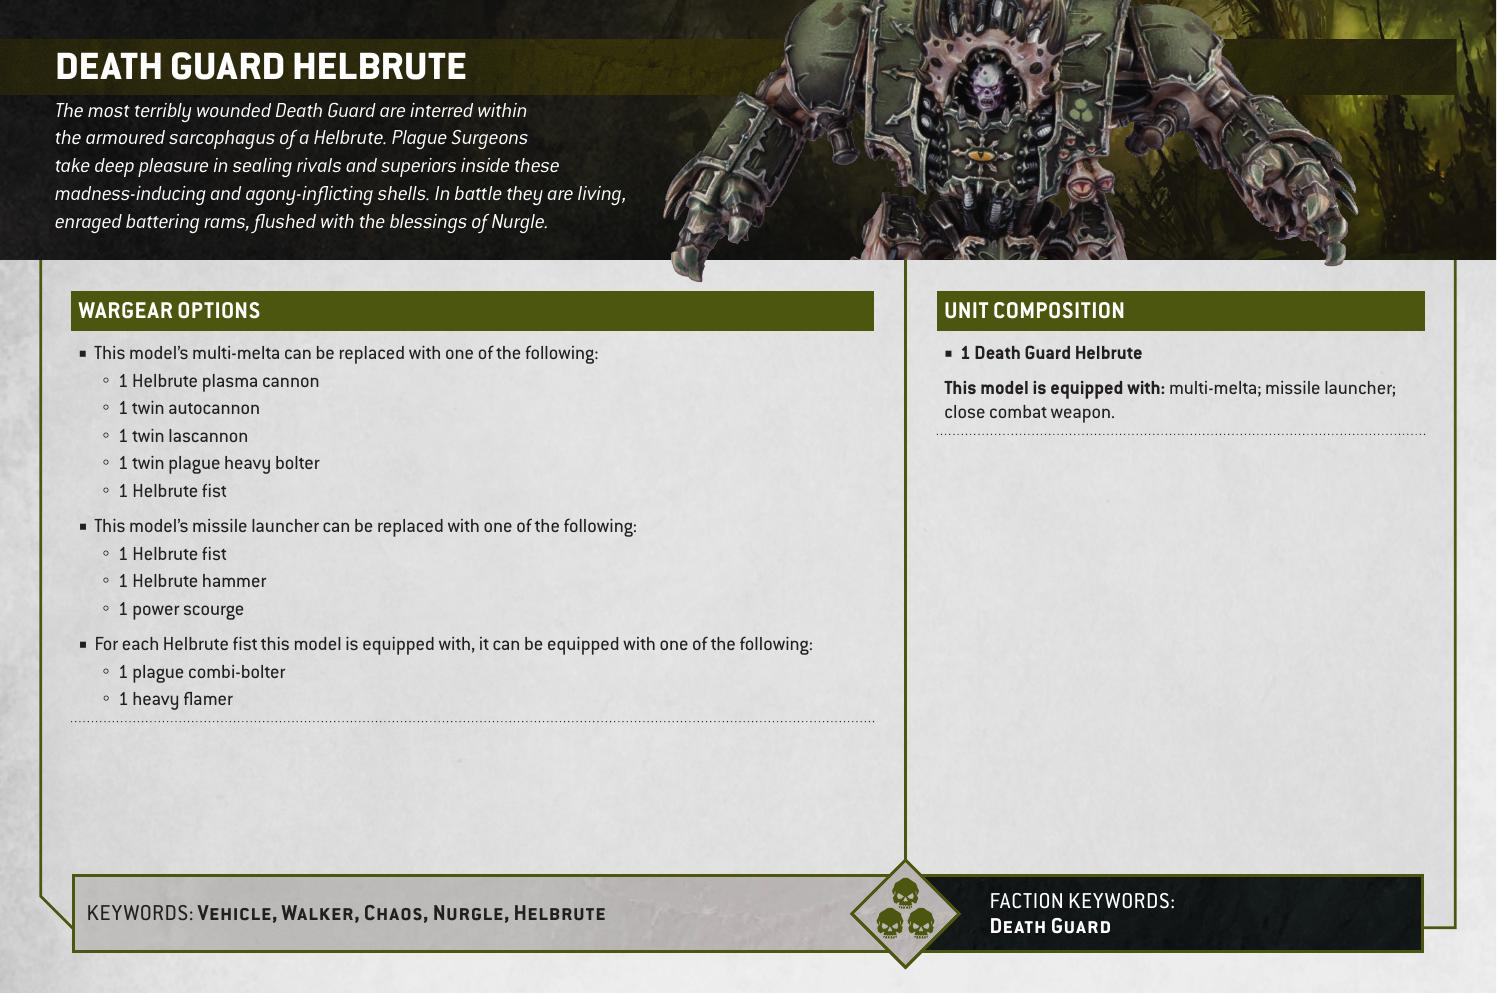 DEATH GUARD HELBRUTE
The most terribly wounded Death Guard are interred within
the armoured sarcophagus of a Helbrute. Plague Surgeons
take deep pleasure in sealing rivals and superiors inside these
madness-inducing and agony-inflicting shells. In battle they are living,
enraged battering rams, flushed with the blessings of Nurgle.
WARGEAR OPTIONS
■ This model's multi-melta can be replaced with one of the following:
◦ 1 Helbrute plasma cannon
◦ 1 twin autocannon
◦ 1 twin lascannon
◦ 1 twin plague heavy bolter
◦ 1 Helbrute fist
■ This model's missile launcher can be replaced with one of the following:
◦ 1 Helbrute fist
◦ 1 Helbrute hammer
◦ 1 power scourge
■ For each Helbrute fist this model is equipped with, it can be equipped with one of the following:
◦ 1 plague combi-bolter
◦ 1 heavy flamer
UNIT COMPOSITION
■ 1 Death Guard Helbrute
This model is equipped with: multi-melta; missile launcher;
close combat weapon.
KEYWORDS: Vehicle, Walker, Chaos, Nurgle, Helbrute
FACTION KEYWORDS:
Death Guard